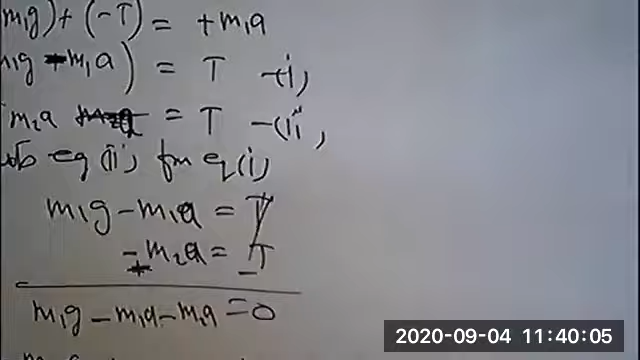 m₁g) + (-T) = +m₁a
m₁g - m₁a) = T -(i)
m₂a = T -(ii)
sub eq (ii) fm eq (i)
m₁g - m₁a = T
- m₂a = T
m₁g - m₁a - m₂a = 0
2020-09-04 11:40:05